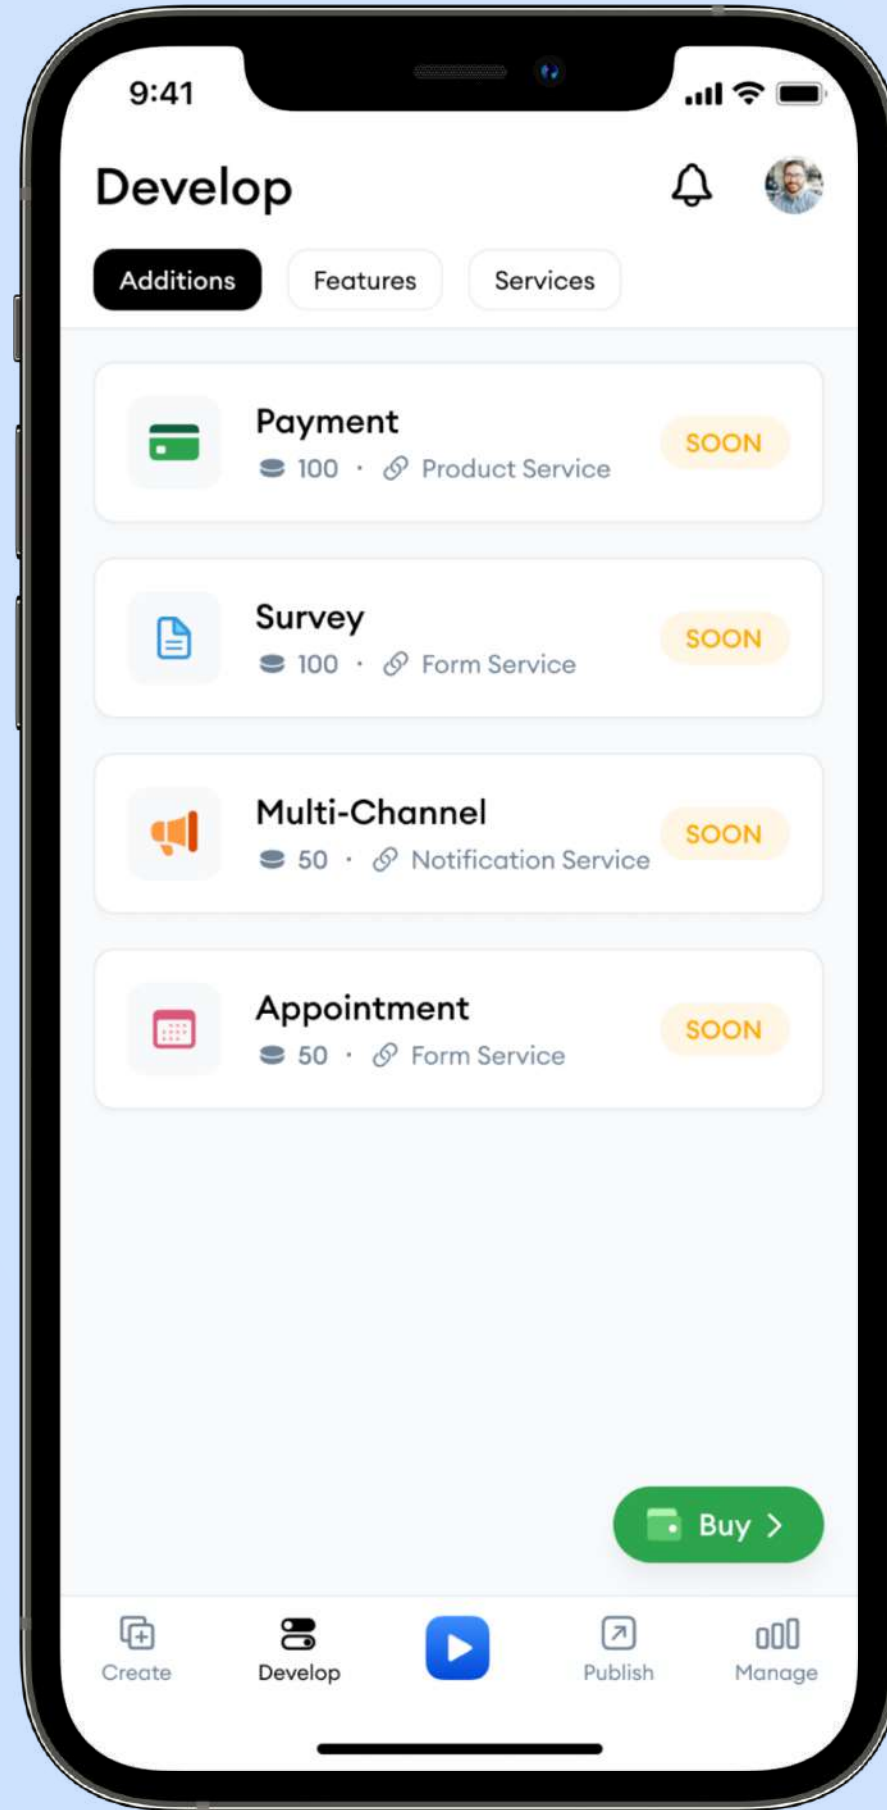 9:41
Develop
Additions Features Services
Payment
100 · Product Service
SOON
Survey
100 · Form Service
SOON
Multi-Channel
50 · Notification Service
SOON
Appointment
50 · Form Service
SOON
Buy
Create Develop Publish Manage